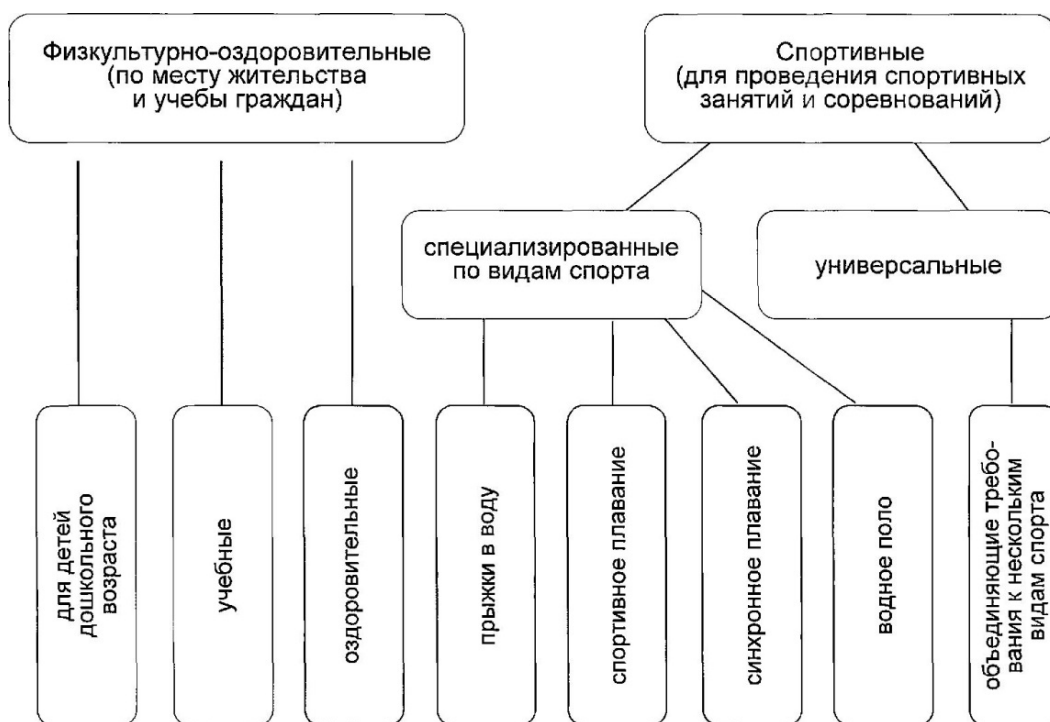 Физкультурно-оздоровительные
(по месту жительства
и учебы граждан)
Спортивные
(для проведения спортивных
занятий и соревнований)
специализированные
по видам спорта
универсальные
для детей
дошкольного
возраста
учебные
оздоровительные
прыжки в воду
спортивное плавание
синхронное плавание
водное поло
объединяющие требо-
вания к нескольким
видам спорта